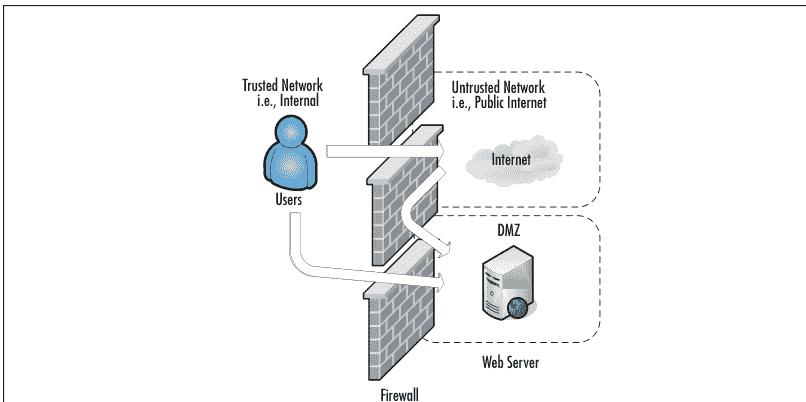 Trusted Network
i.e., Internal
Untrusted Network
i.e., Public Internet
Internet
Users
DMZ
Web Server
Firewall